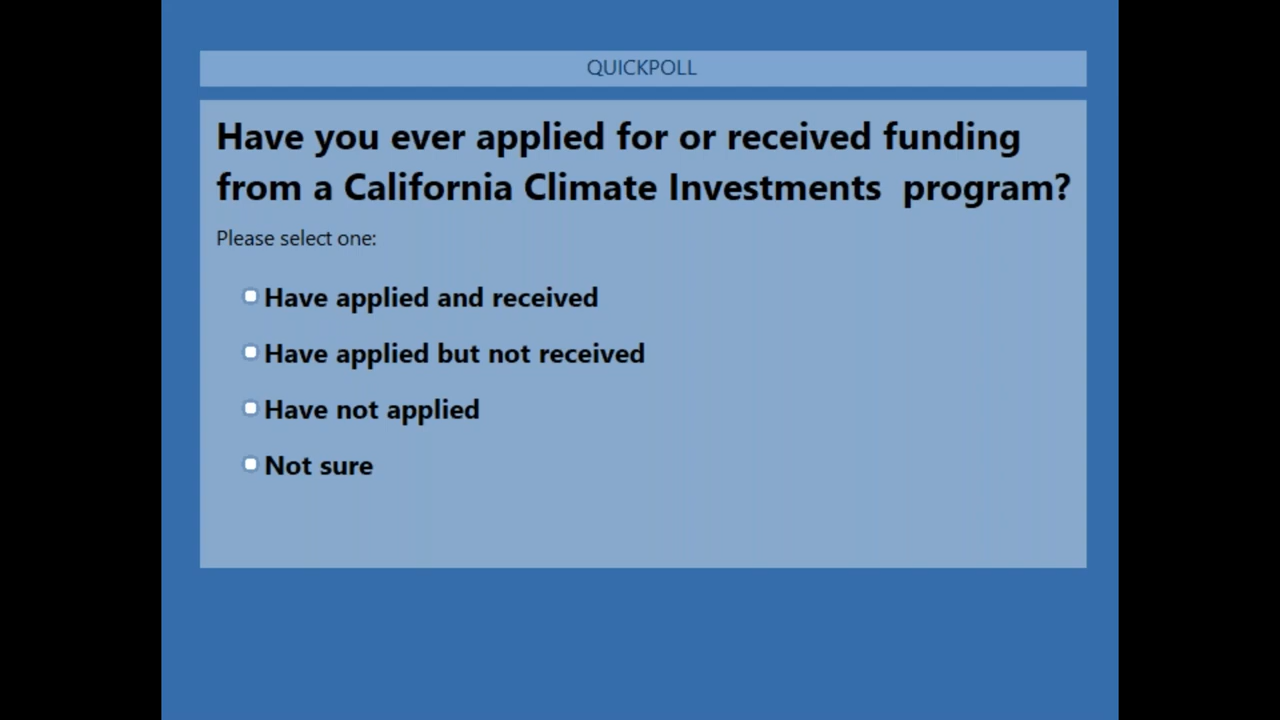 QUICKPOLL
Have you ever applied for or received funding
from a California Climate Investments  program?
Please select one:
Have applied and received
Have applied but not received
Have not applied
Not sure